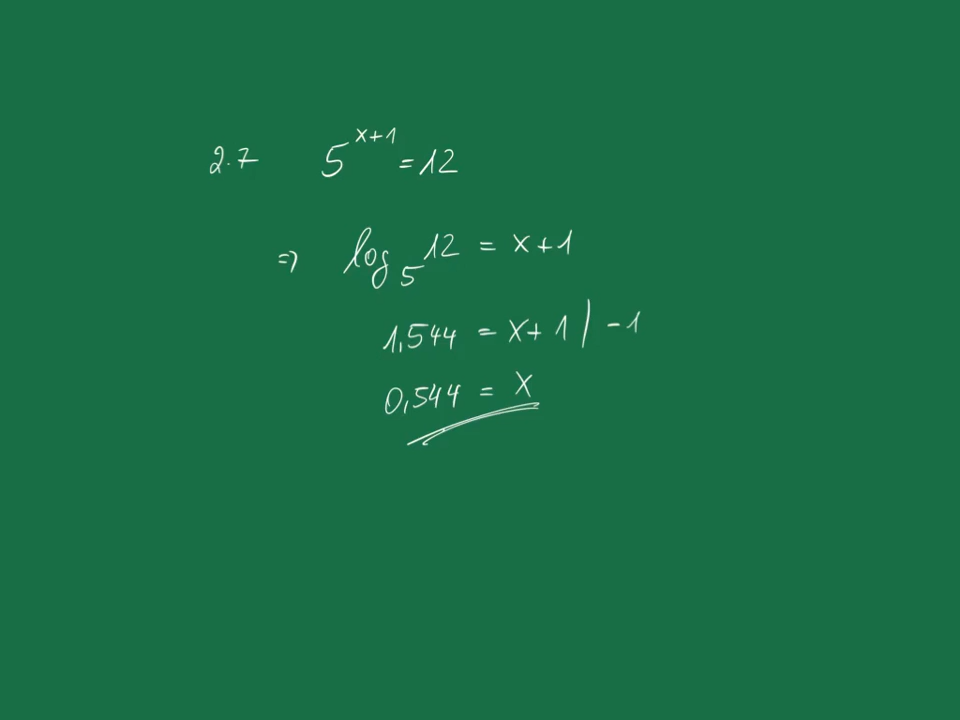 2.7 5^{x+1} = 12
⇒ log_5 12 = x+1
1,544 = x+1 | -1
0,544 = x